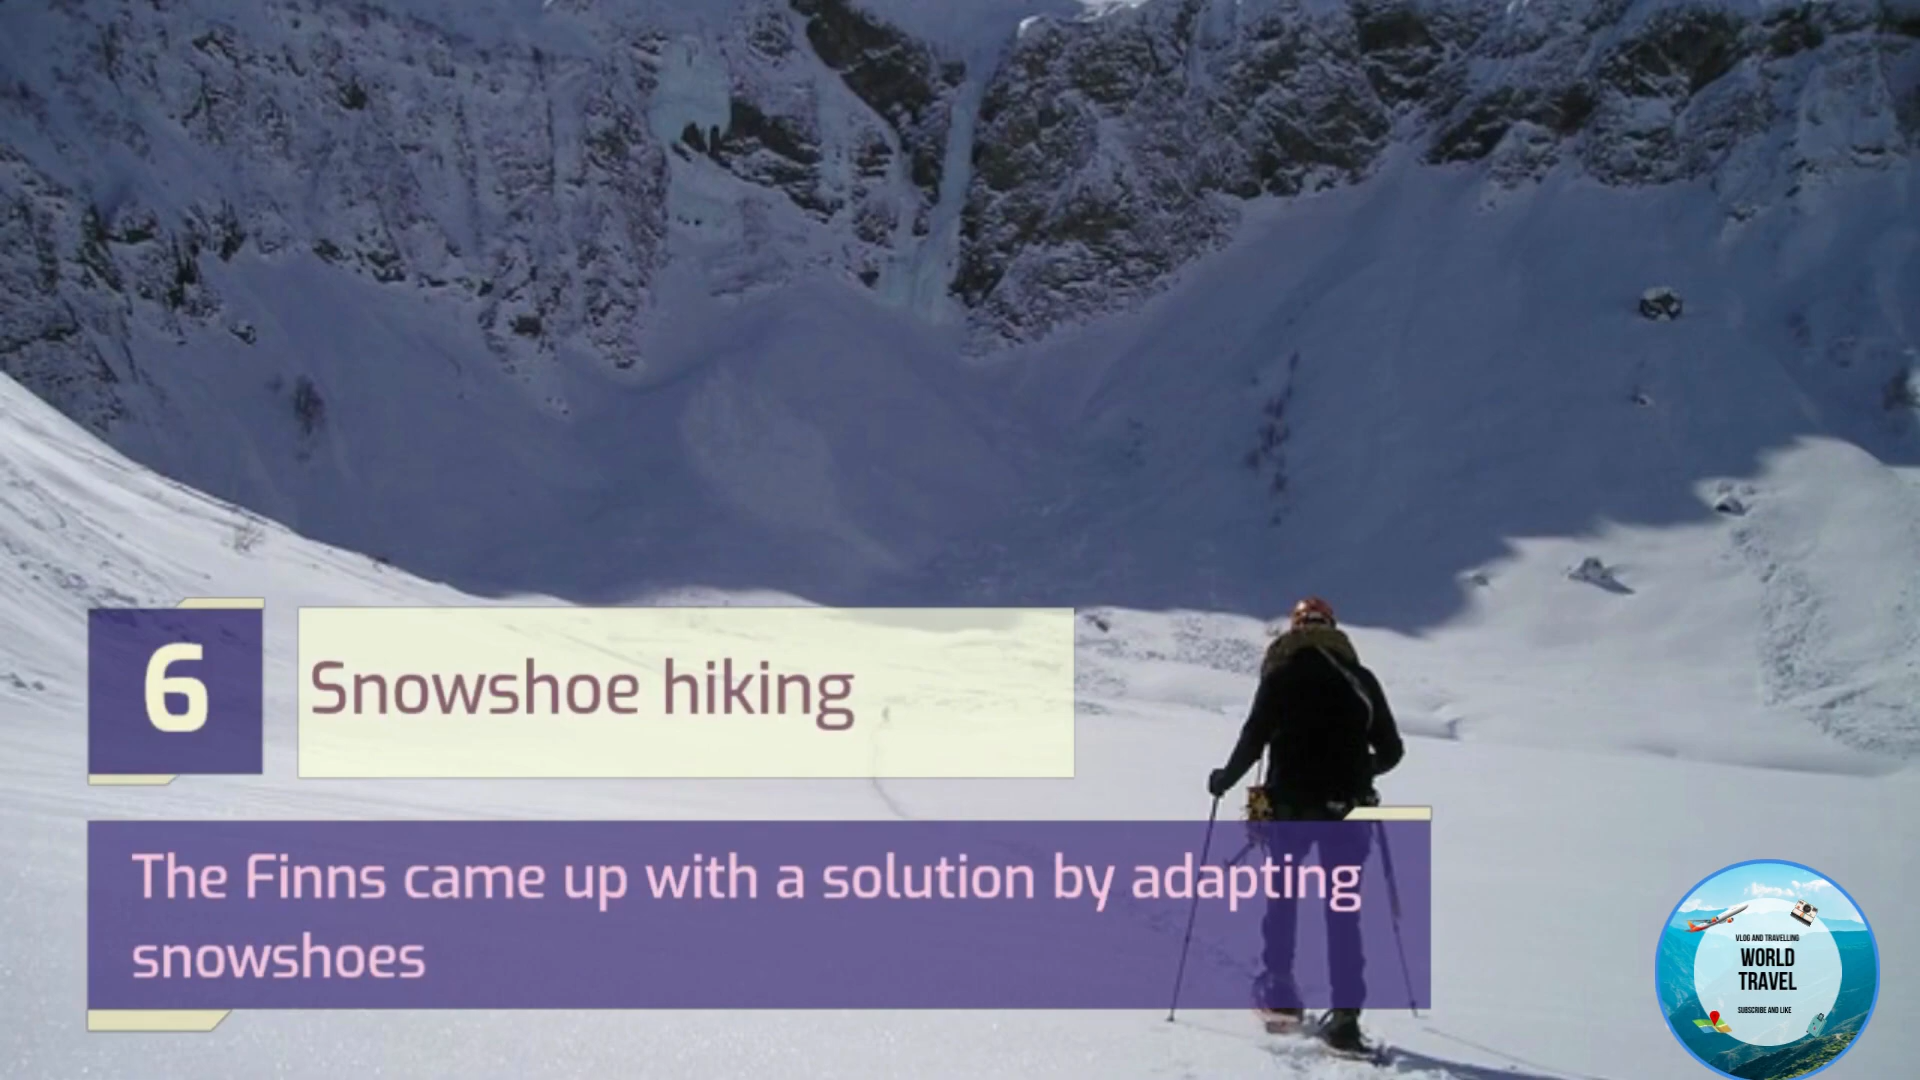 6
Snowshoe hiking
The Finns came up with a solution by adapting
snowshoes
VLOG AND TRAVELLING
WORLD
TRAVEL
SUBSCRIBE AND LIKE